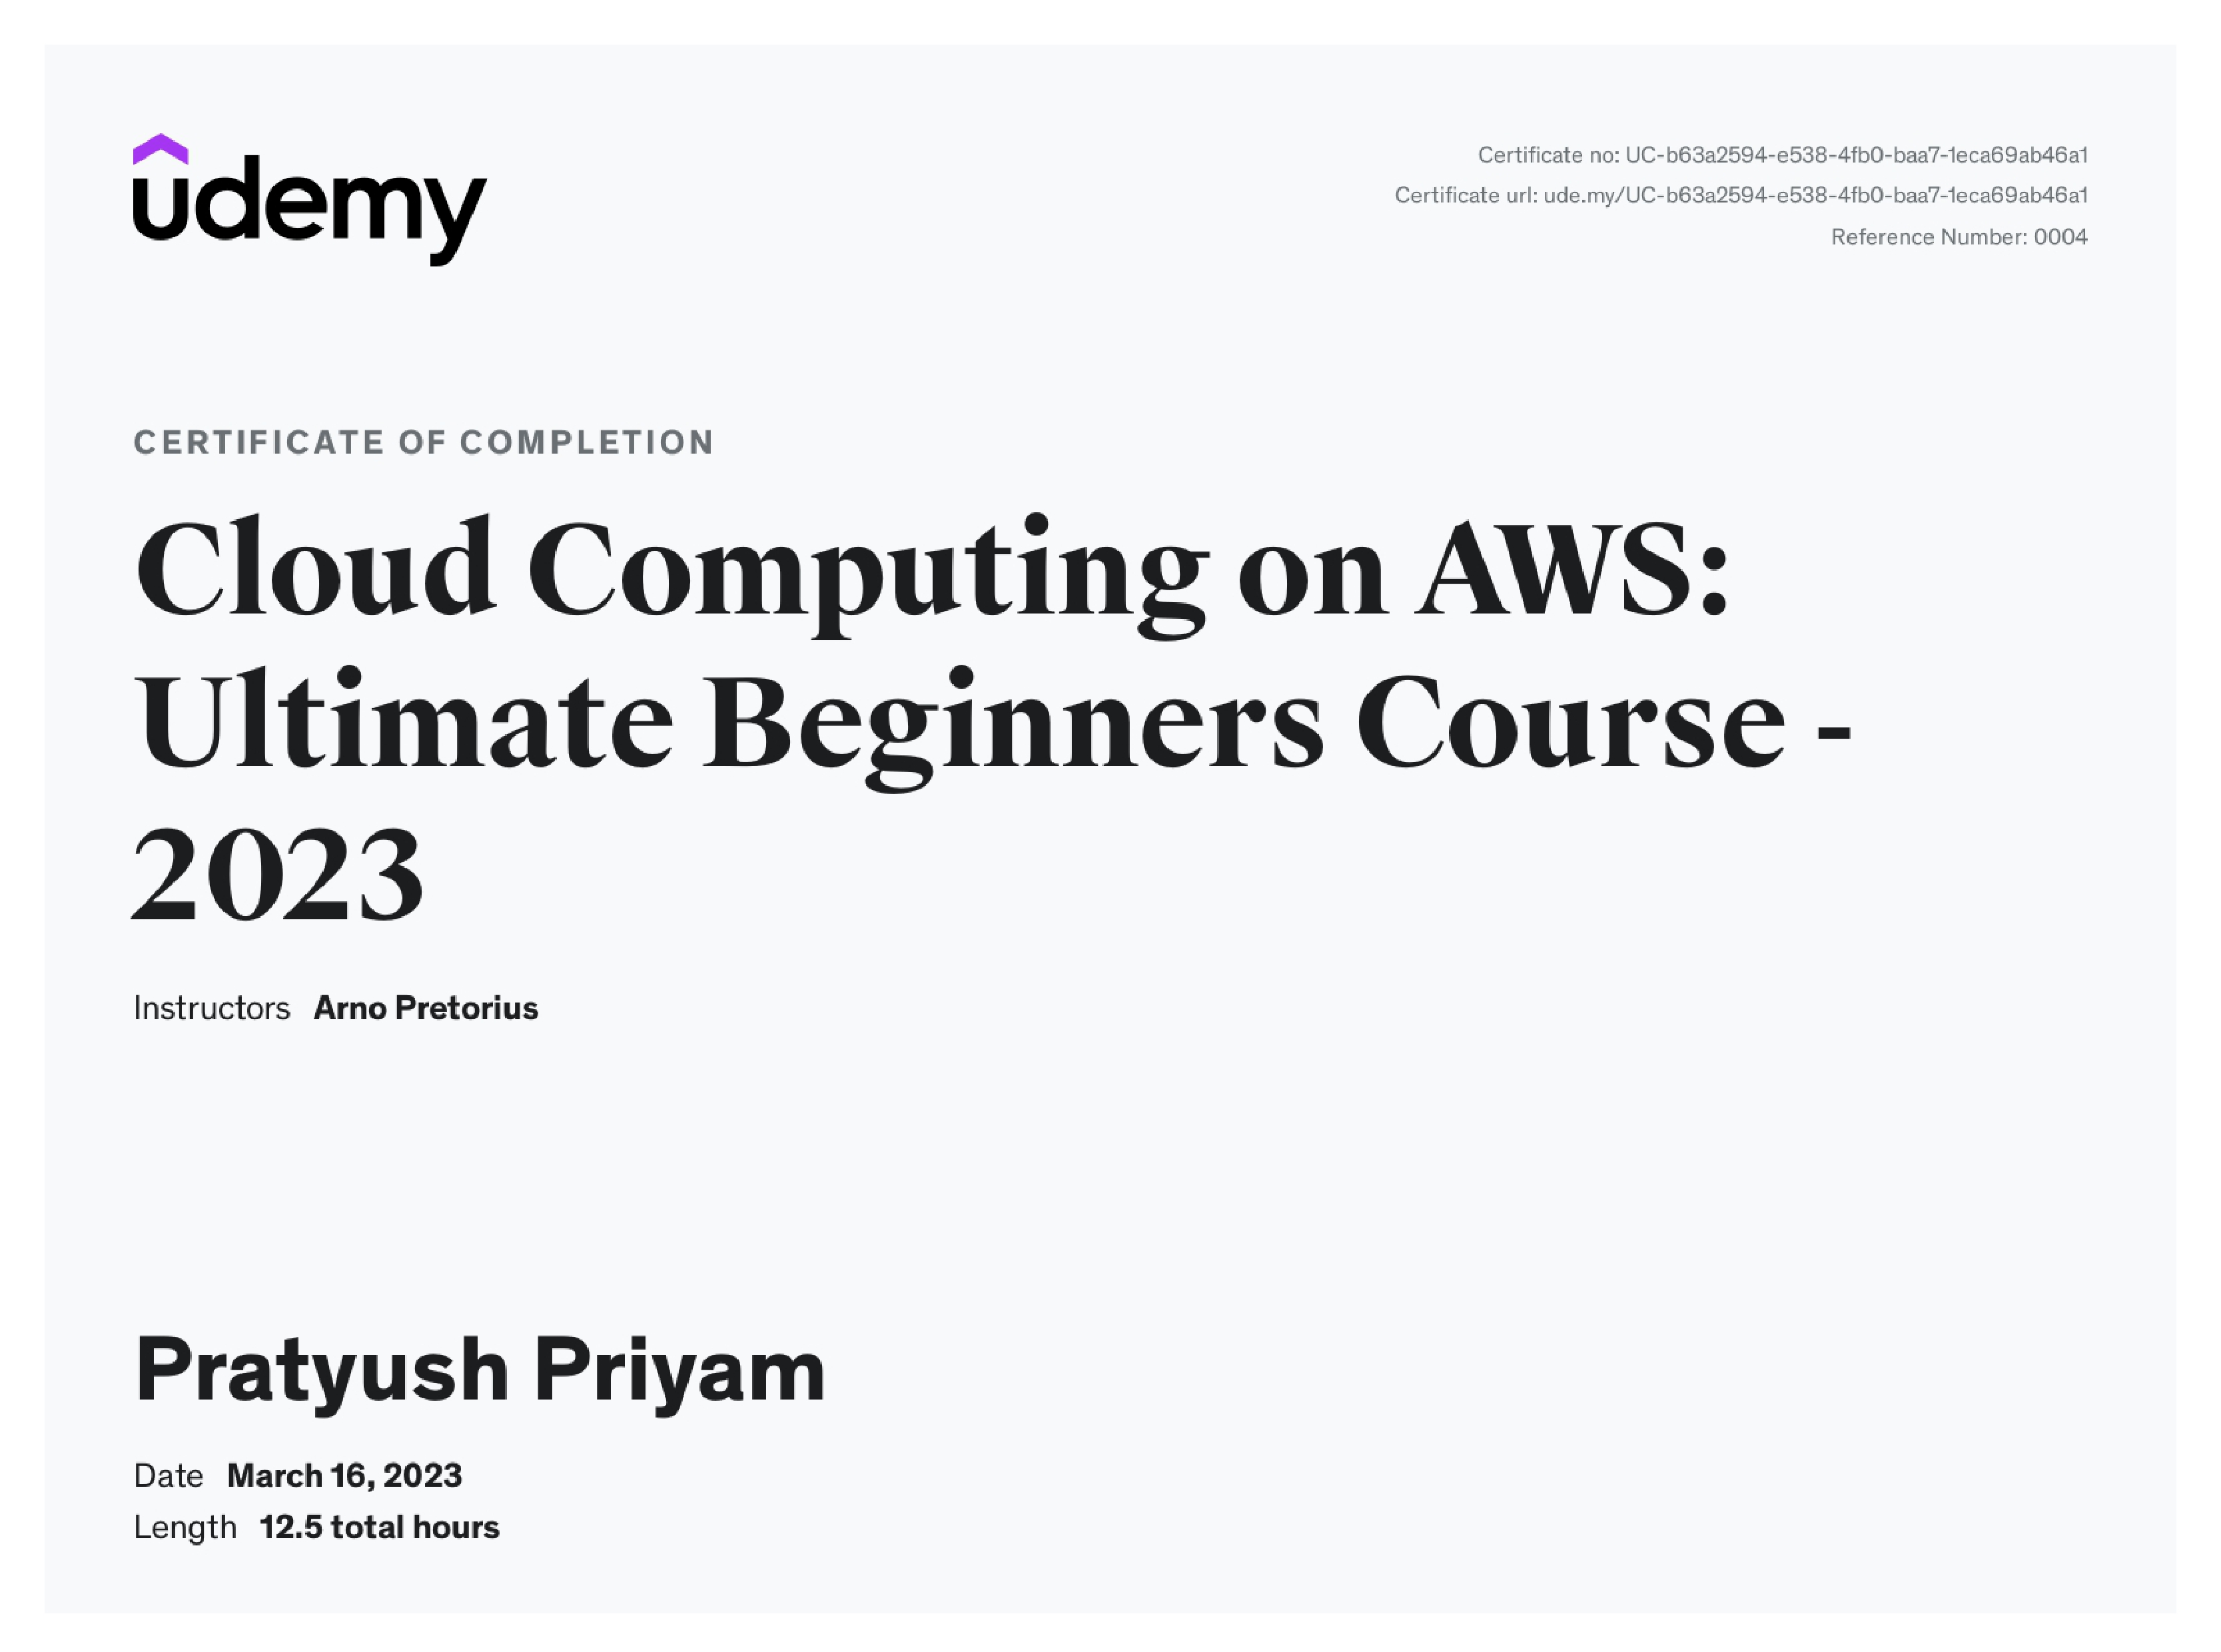 udemy
Certificate no: UC-b63a2594-e538-4fb0-baa7-1eca69ab46a1
Certificate url: ude.my/UC-b63a2594-e538-4fb0-baa7-1eca69ab46a1
Reference Number: 0004
CERTIFICATE OF COMPLETION
Cloud Computing on AWS:
Ultimate Beginners Course -
2023
Instructors Arno Pretorius
Pratyush Priyam
Date March 16, 2023
Length 12.5 total hours